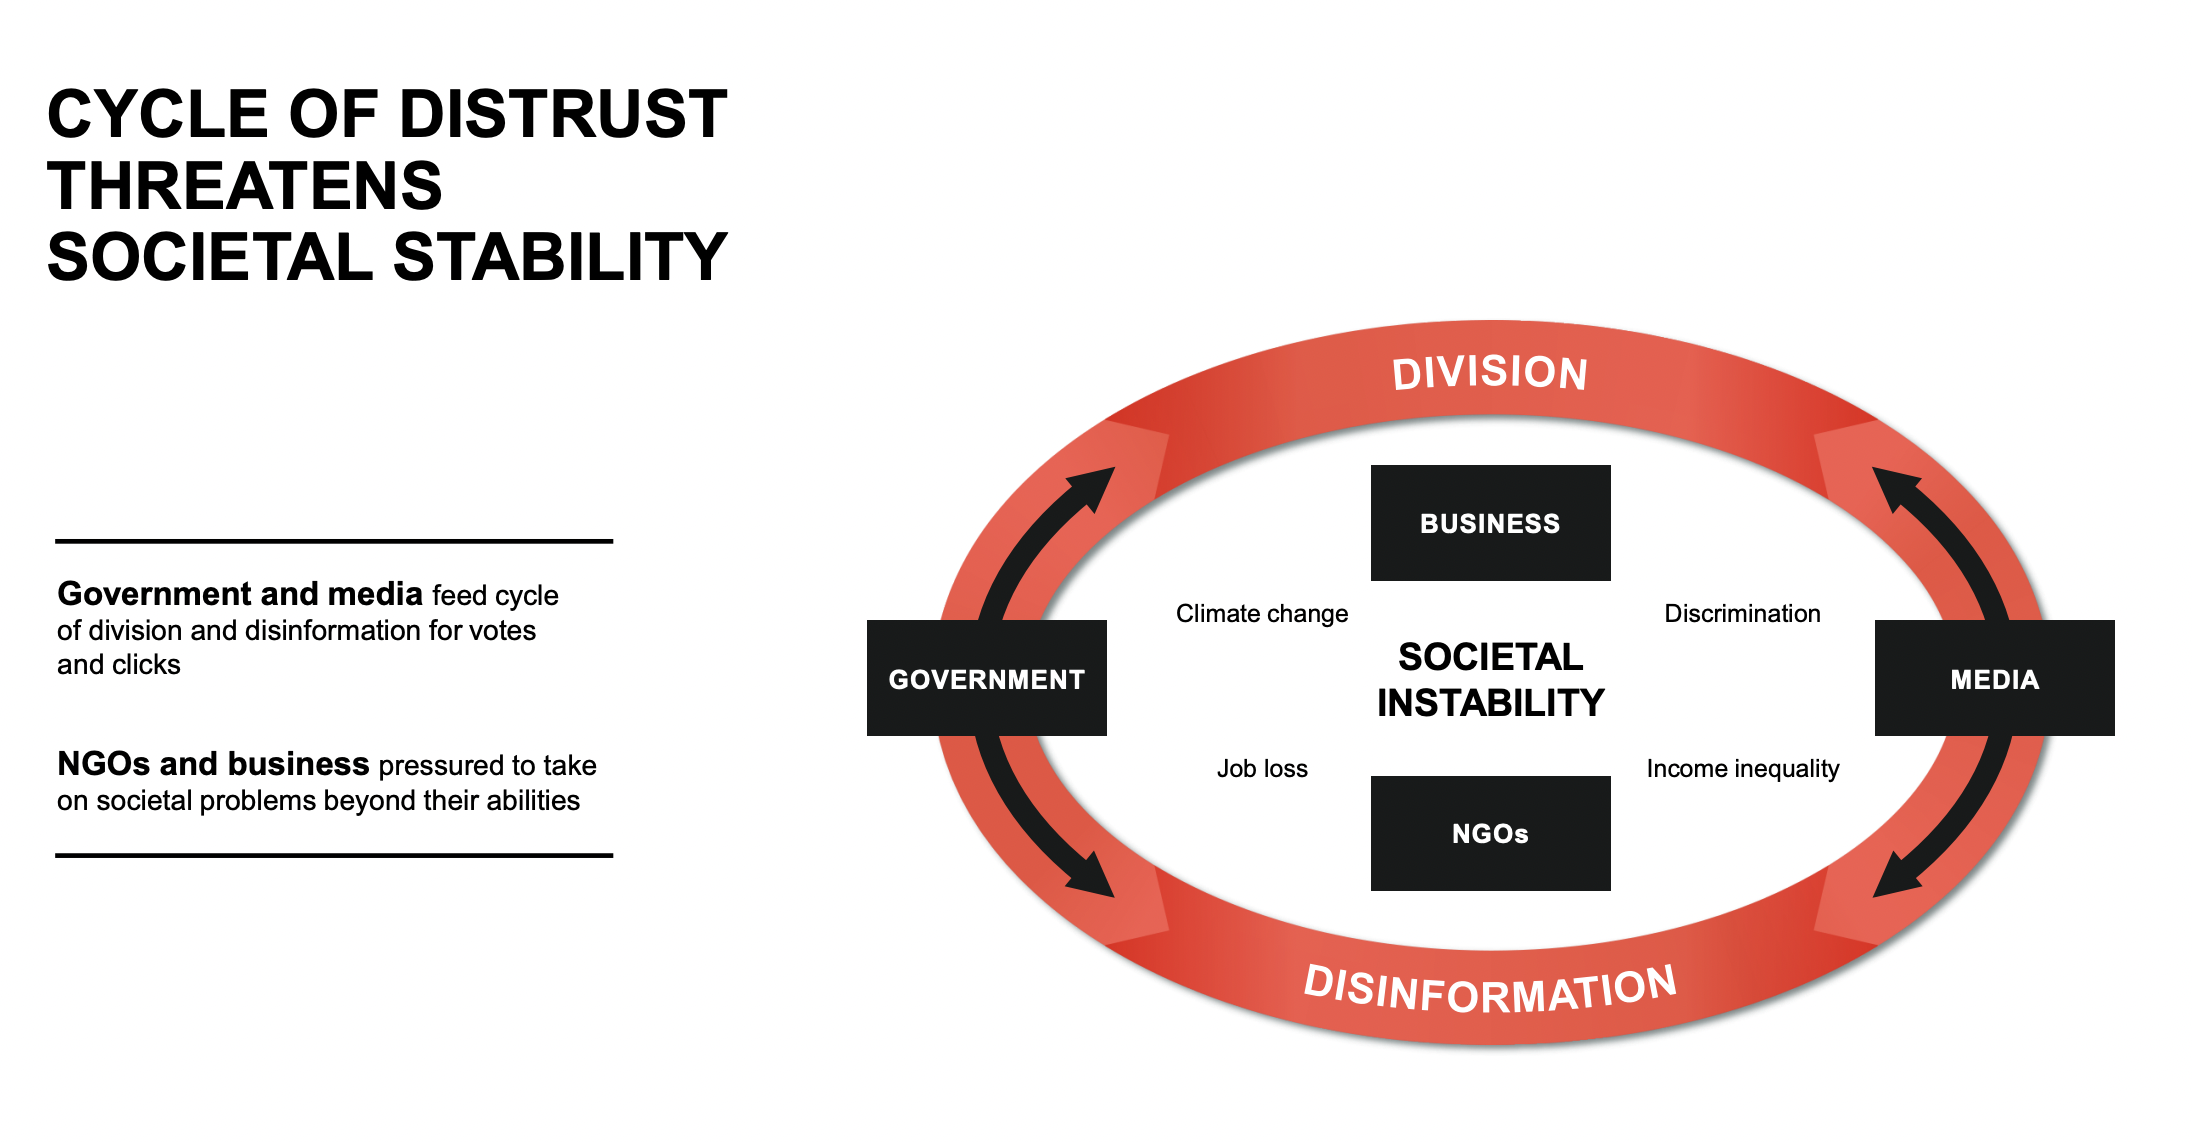 CYCLE OF DISTRUST
THREATENS
SOCIETAL STABILITY
Government and media feed cycle
of division and disinformation for votes
and clicks
NGOs and business pressured to take
on societal problems beyond their abilities
DIVISION
BUSINESS
Climate change
Discrimination
SOCIETAL
INSTABILITY
GOVERNMENT
MEDIA
Job loss
Income inequality
NGOs
DISINFORMATION